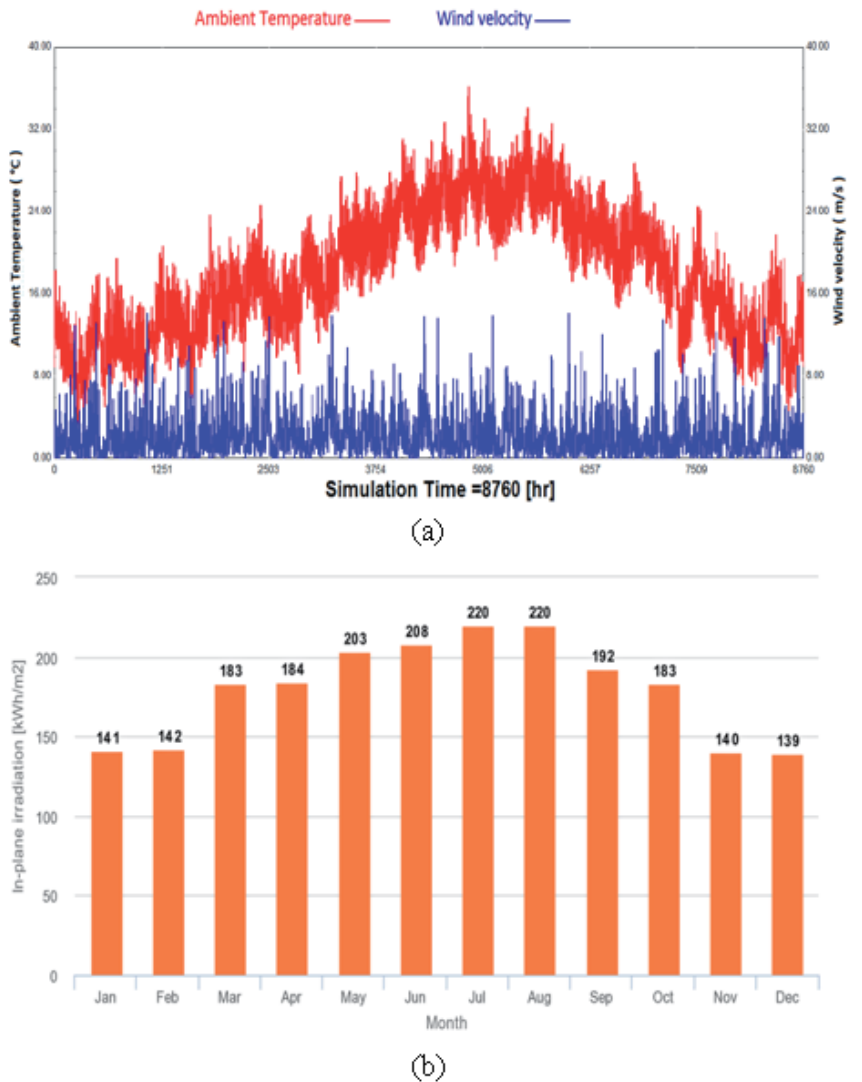 Ambient Temperature Wind velocity
40.00 40.00
32.00 32.00
24.00 24.00
16.00 16.00
8.00 8.00
0.00 0.00
Ambient Temperature ( °C )
Wind velocity ( m/s )
0 1251 2503 3754 5006 6257 7509 8760
Simulation Time =8760 [hr]
(a)
250
200
150
100
50
0
In-plane irradiation [kWh/m2]
141 142 183 184 203 208 220 220 192 183 140 139
Jan Feb Mar Apr May Jun Jul Aug Sep Oct Nov Dec
Month
(b)